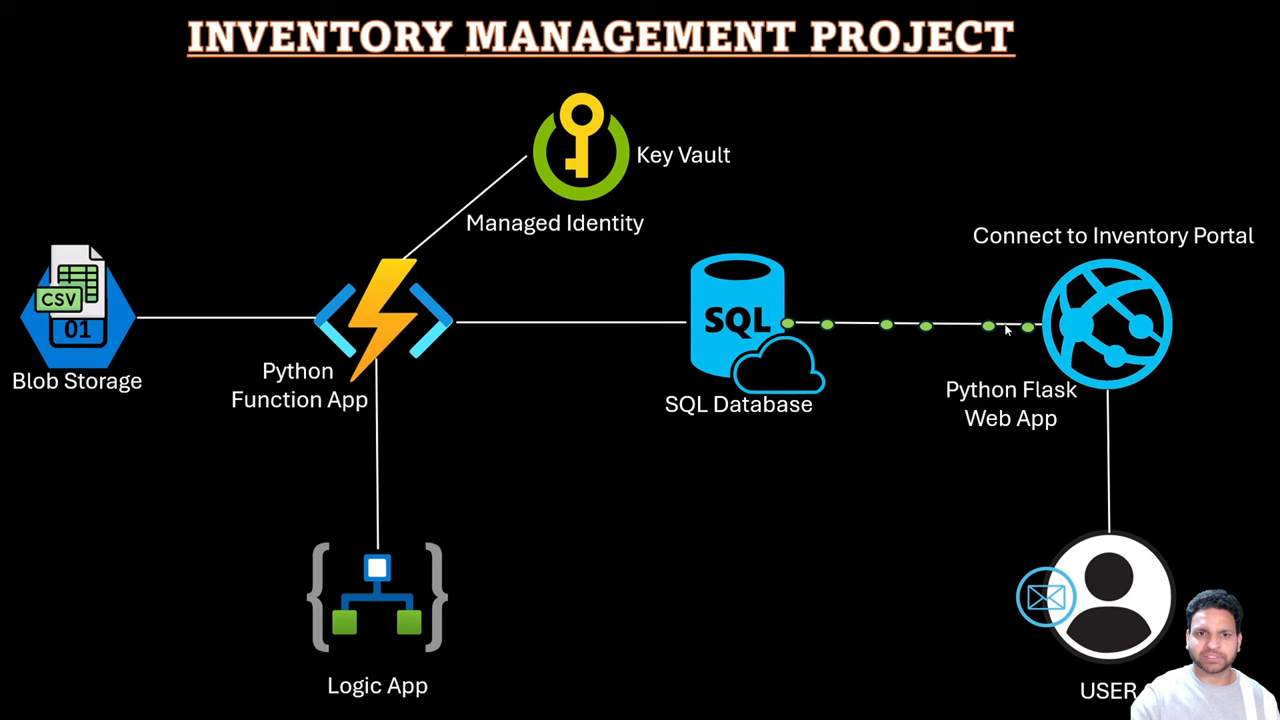 INVENTORY MANAGEMENT PROJECT
Key Vault
Managed Identity
Connect to Inventory Portal
CSV
01
Blob Storage
Python
Function App
SQL
SQL Database
Python Flask
Web App
Logic App
USER